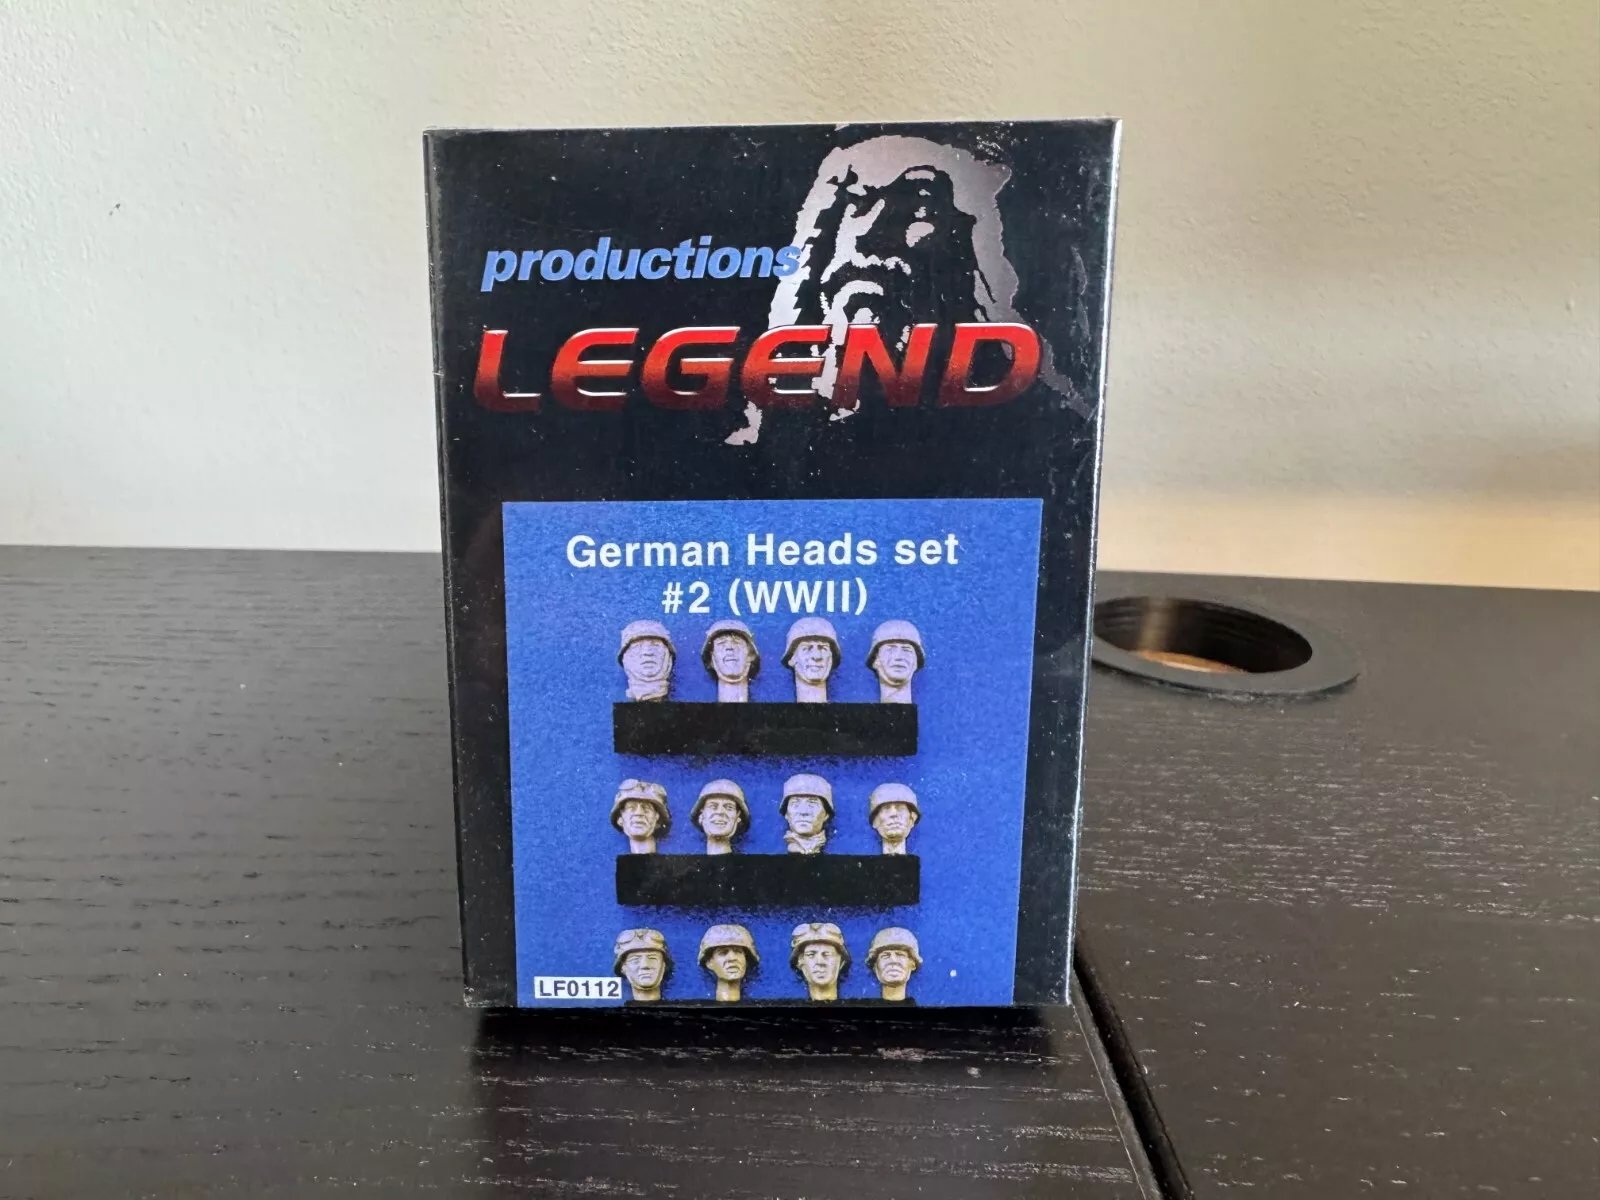 productions
LEGEND
German Heads set
#2 (WWII)
LF0112